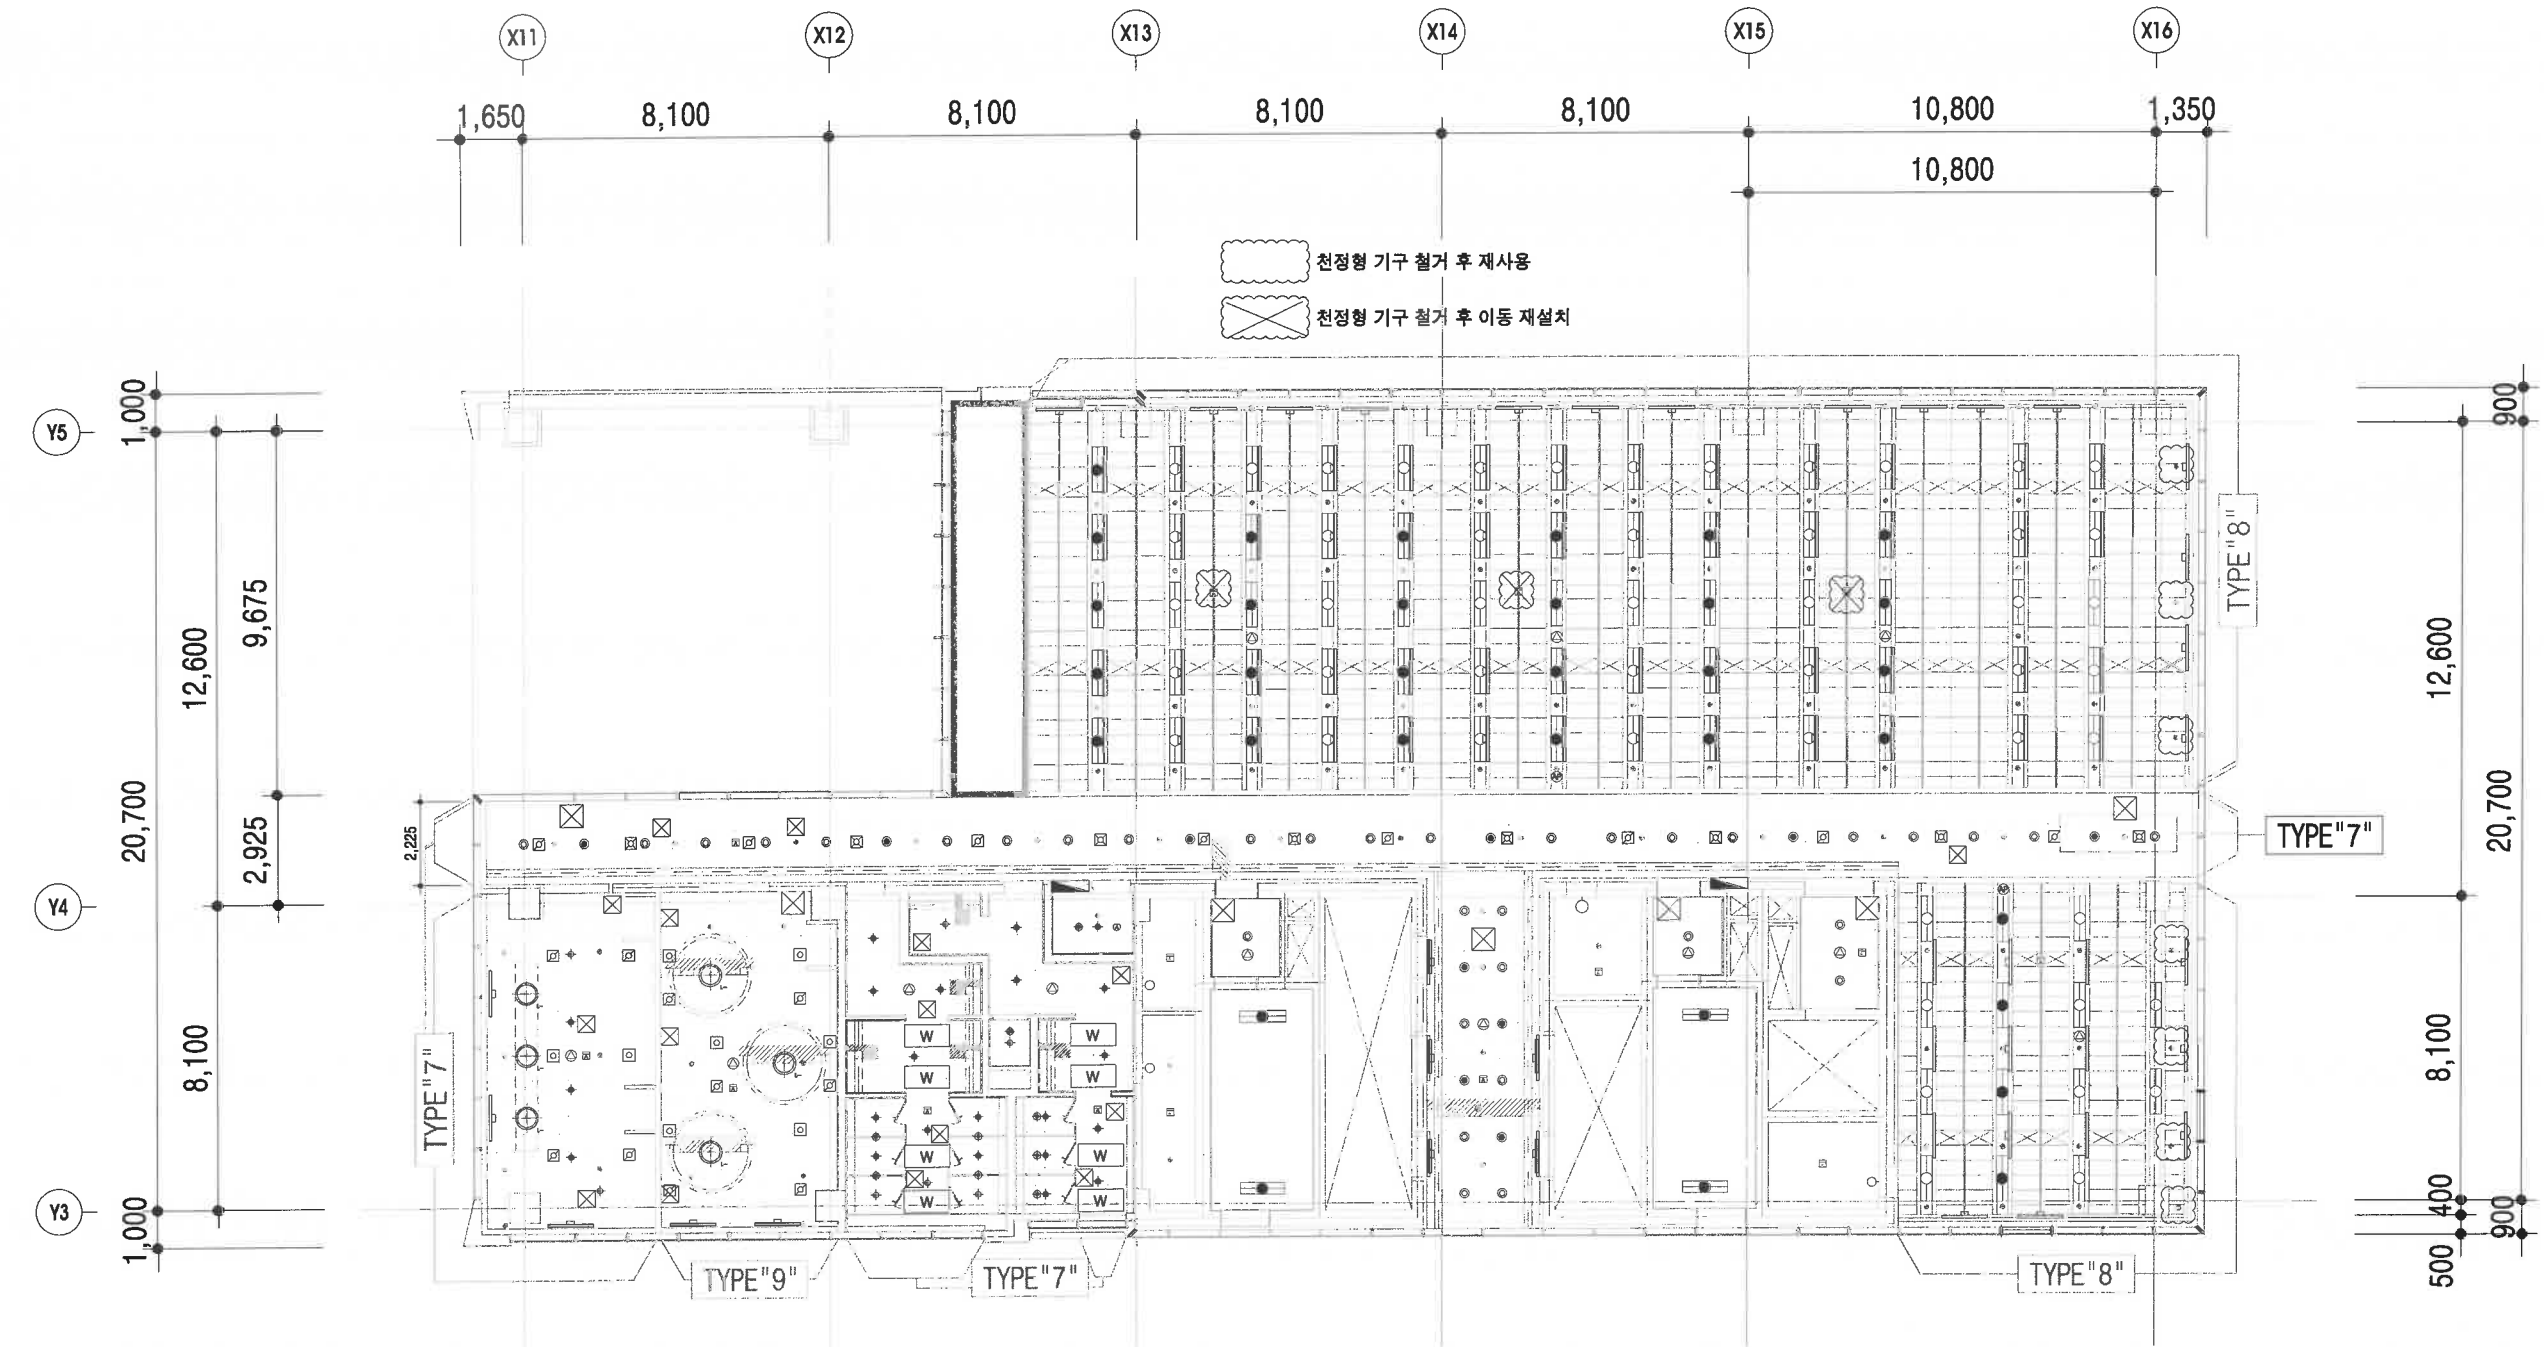 X11
X12
X13
X14
X15
X16
1,650
8,100
8,100
8,100
8,100
10,800
1,350
10,800
천정형 기구 철거 후 재사용
천정형 기구 철거 후 이동 재설치
Y5
Y4
Y3
1,000
12,600
9,675
20,700
2,925
8,100
1,000
2,225
900
12,600
20,700
8,100
400
900
500
TYPE"8"
TYPE"7"
TYPE"7"
TYPE"9"
TYPE"7"
TYPE"8"
W
W
W
W
W
W
W
W